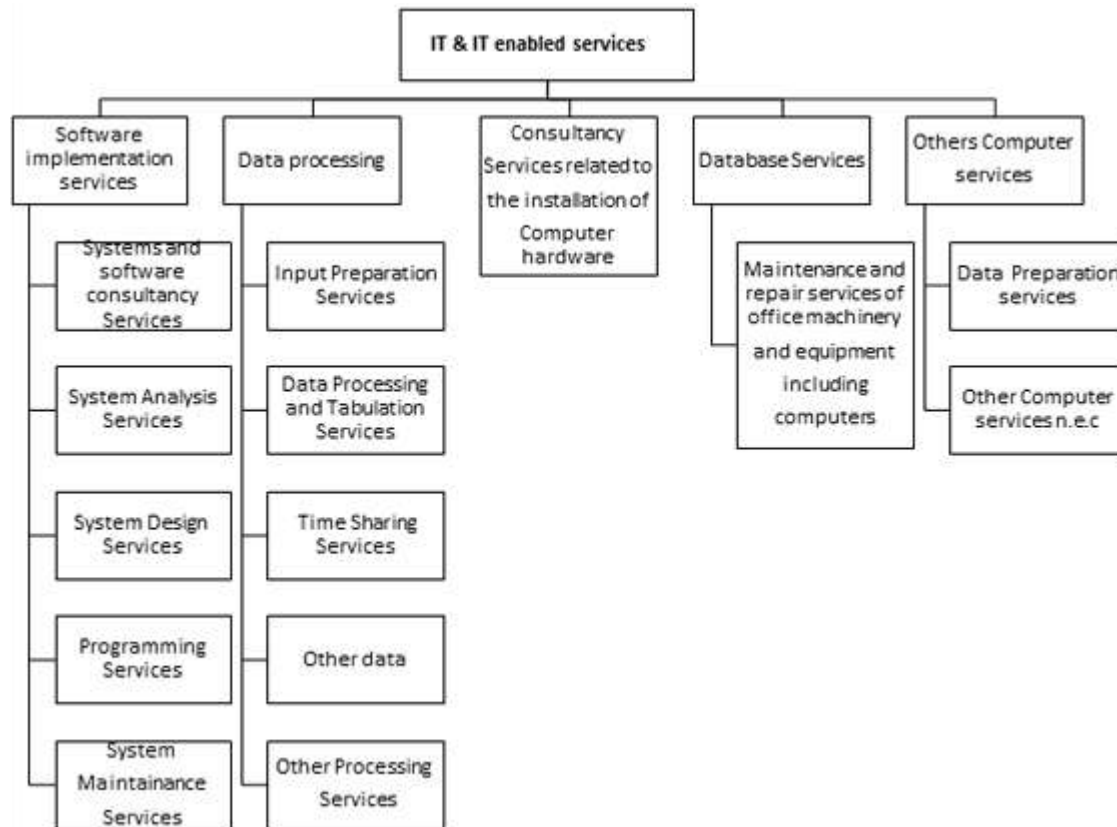 IT & IT enabled services
Software
implementation
services
Data processing
Consultancy
Services related to
the installation of
Computer
hardware
Database Services
Others Computer
services
Systems and
software
consultancy
Services
System Analysis
Services
System Design
Services
Programming
Services
System
Maintainance
Services
Input Preparation
Services
Data Processing
and Tabulation
Services
Time Sharing
Services
Other data
Other Processing
Services
Maintenance and
repair services of
office machinery
and equipment
including
computers
Data Preparation
services
Other Computer
services n.e.c